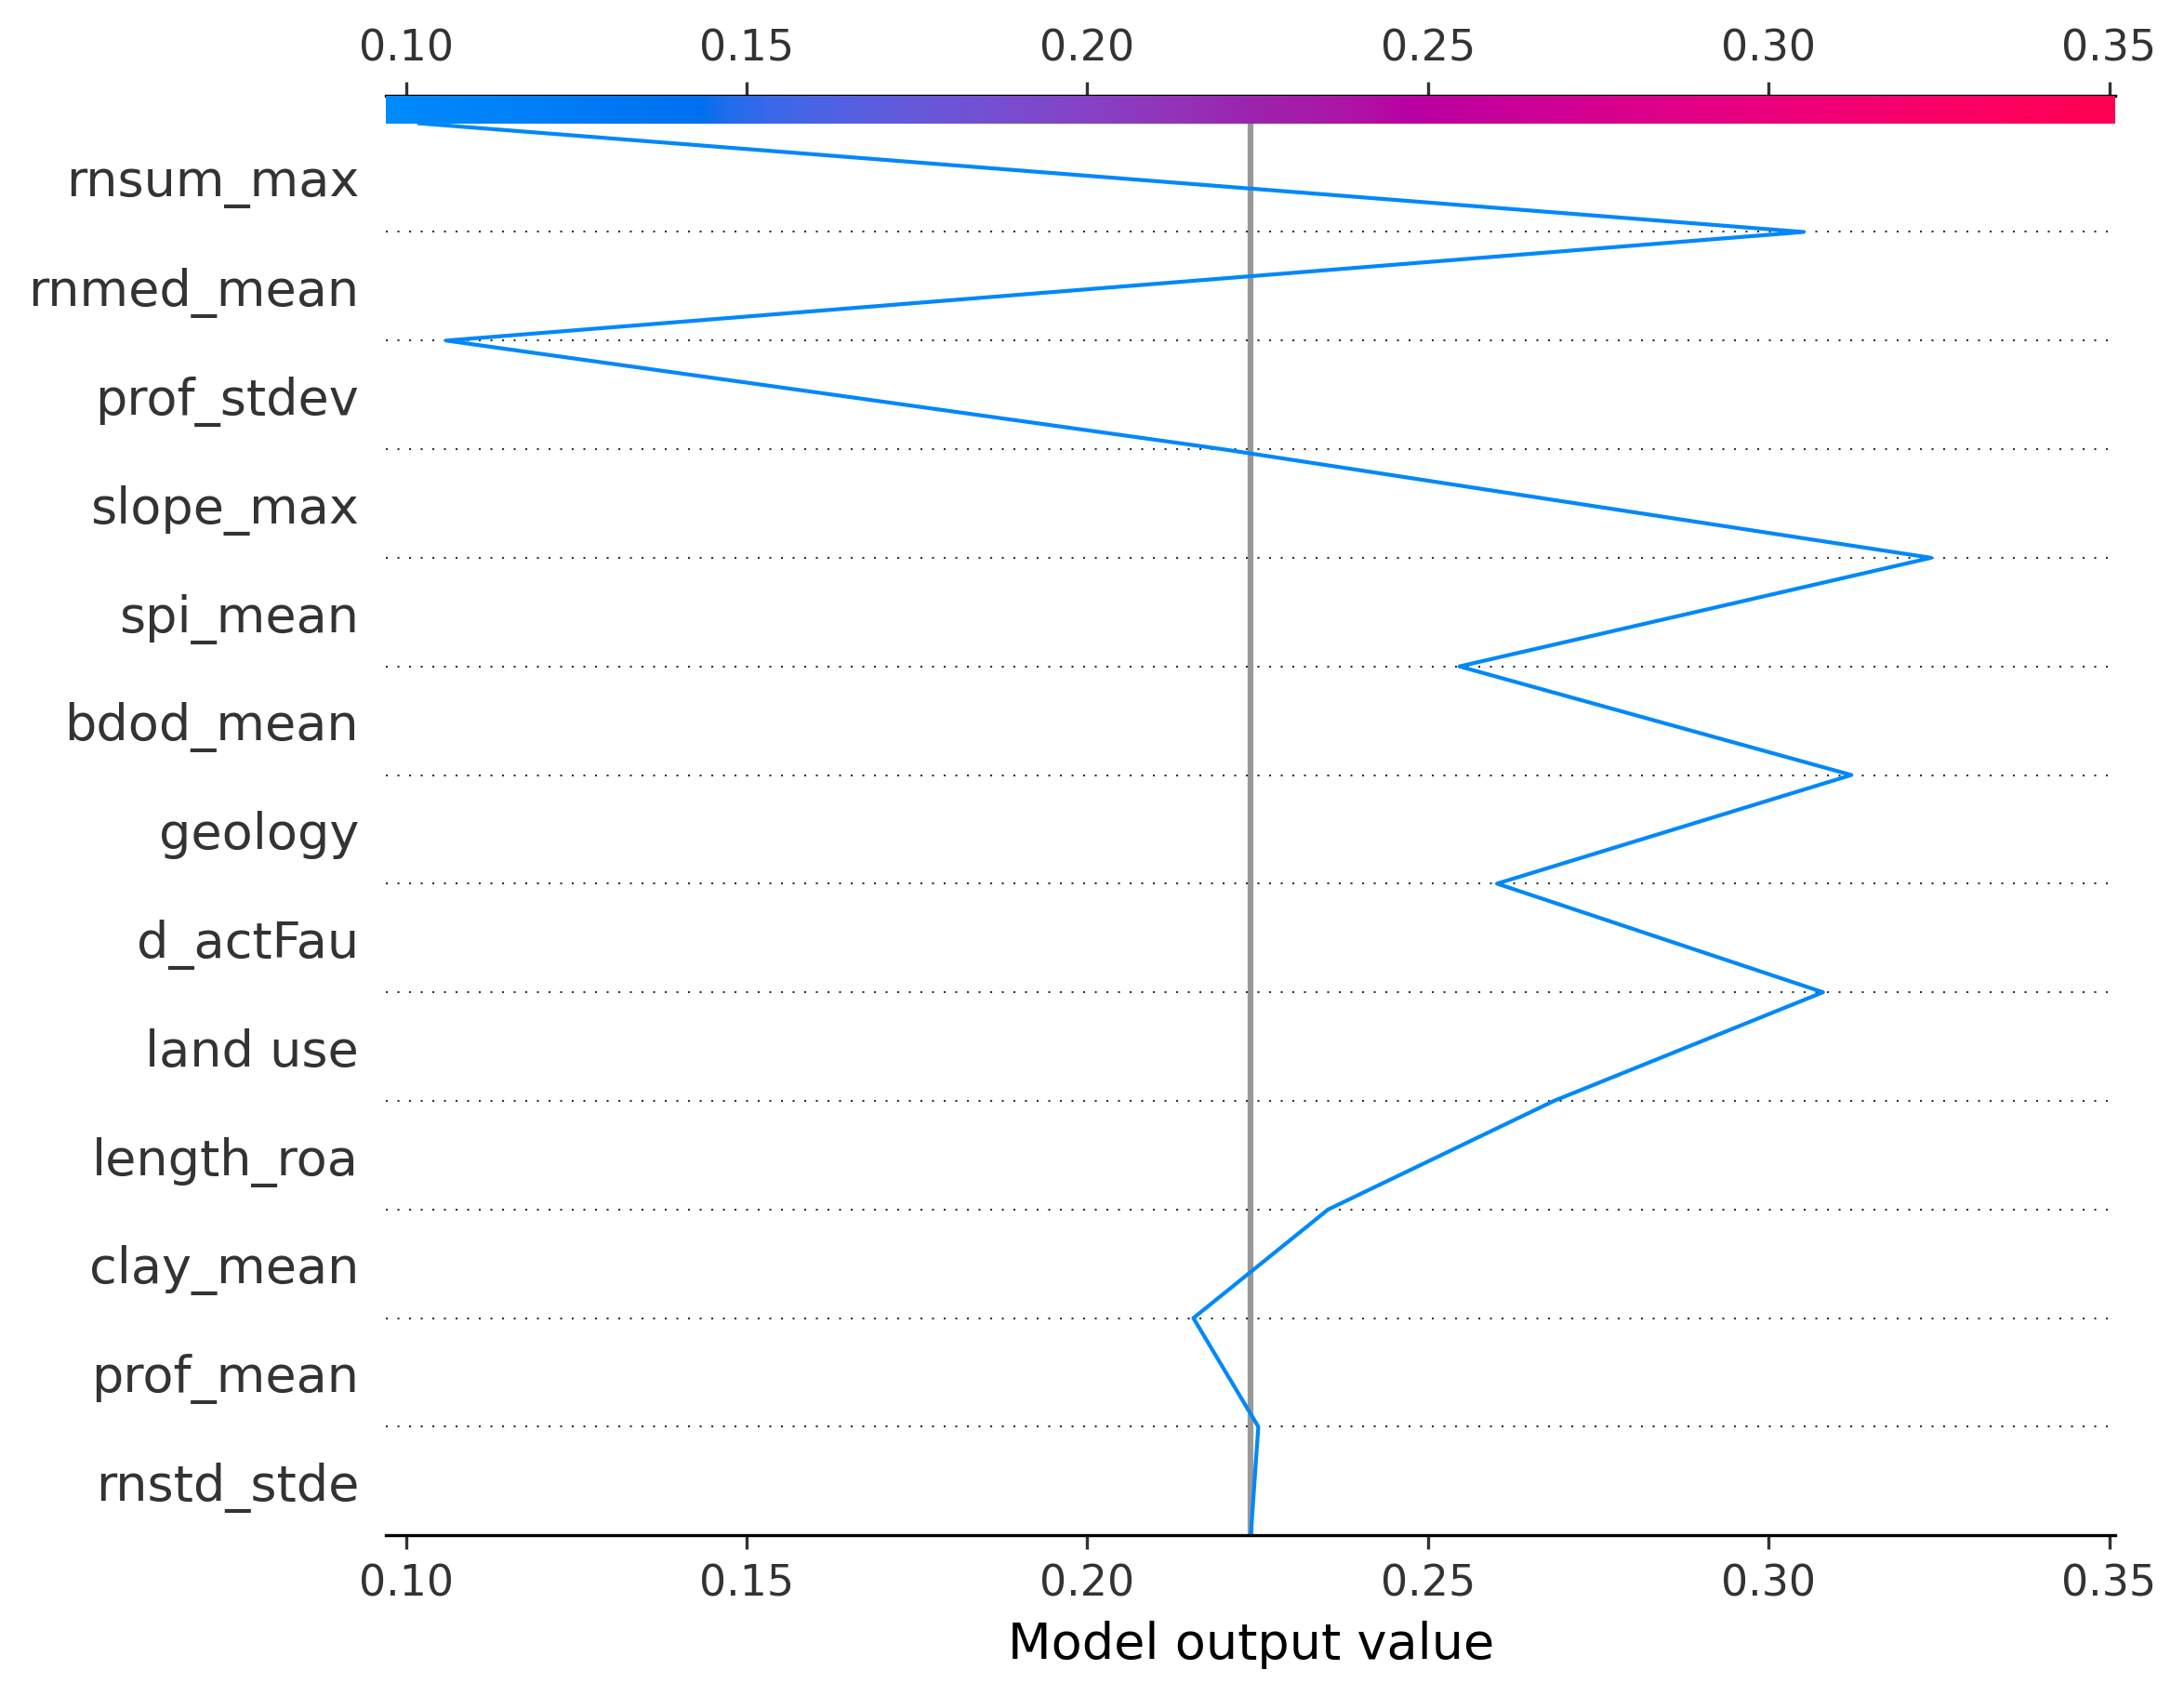 0.10 0.15 0.20 0.25 0.30 0.35
rnsum_max
rnmed_mean
prof_stdev
slope_max
spi_mean
bdod_mean
geology
d_actFau
land use
length_roa
clay_mean
prof_mean
rnstd_stde
0.10 0.15 0.20 0.25 0.30 0.35
Model output value